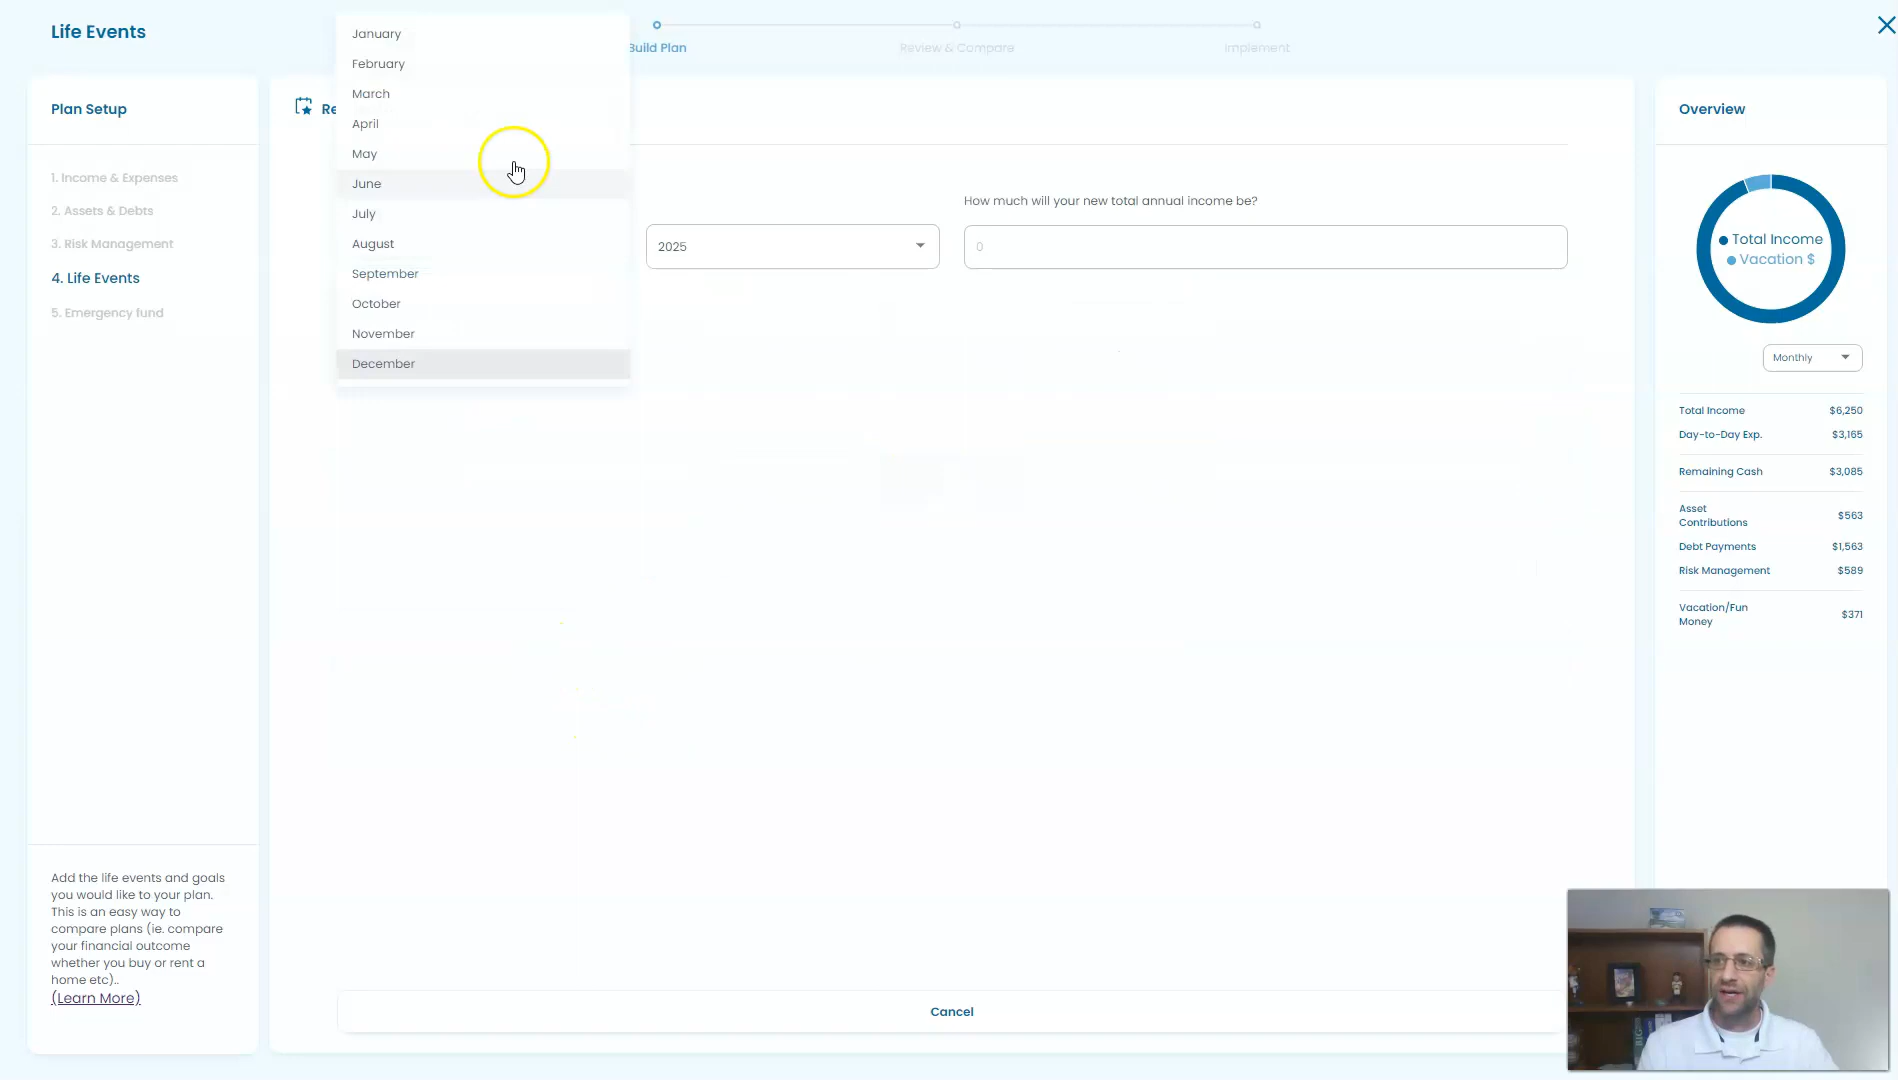 Life Events
Build Plan
Review & Compare
Implement
Plan Setup
1. Income & Expenses
2. Assets & Debts
3. Risk Management
4. Life Events
5. Emergency fund
Add the life events and goals
you would like to your plan.
This is an easy way to
compare plans (ie. compare
your financial outcome
whether you buy or rent a
home etc)..
(Learn More)
Re
January
February
March
April
May
June
July
August
September
October
November
December
2025
How much will your new total annual income be?
0
Cancel
Overview
Total Income
Vacation $
Monthly
Total Income $6,250
Day-to-Day Exp. $3,165
Remaining Cash $3,085
Asset
Contributions $563
Debt Payments $1,563
Risk Management $589
Vacation/Fun
Money $371